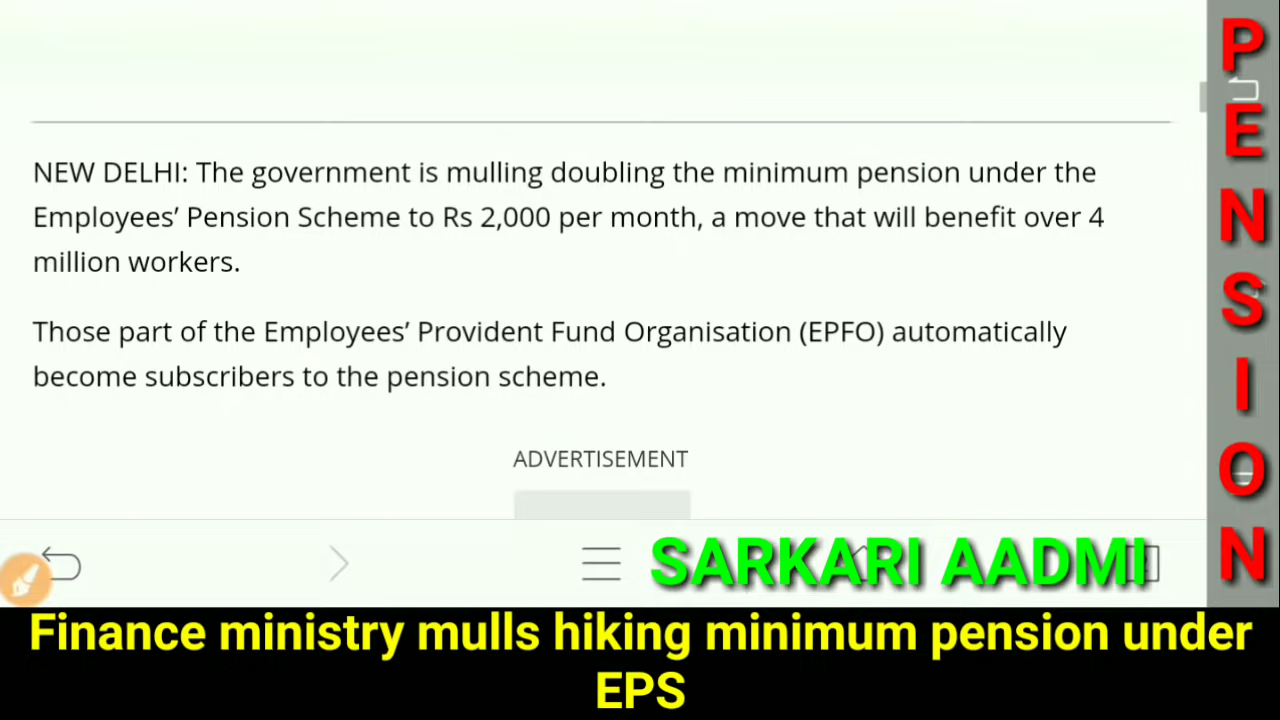 NEW DELHI: The government is mulling doubling the minimum pension under the
Employees’ Pension Scheme to Rs 2,000 per month, a move that will benefit over 4
million workers.
Those part of the Employees’ Provident Fund Organisation (EPFO) automatically
become subscribers to the pension scheme.
ADVERTISEMENT
SARKARI AADMI
PENSION
Finance ministry mulls hiking minimum pension under
EPS